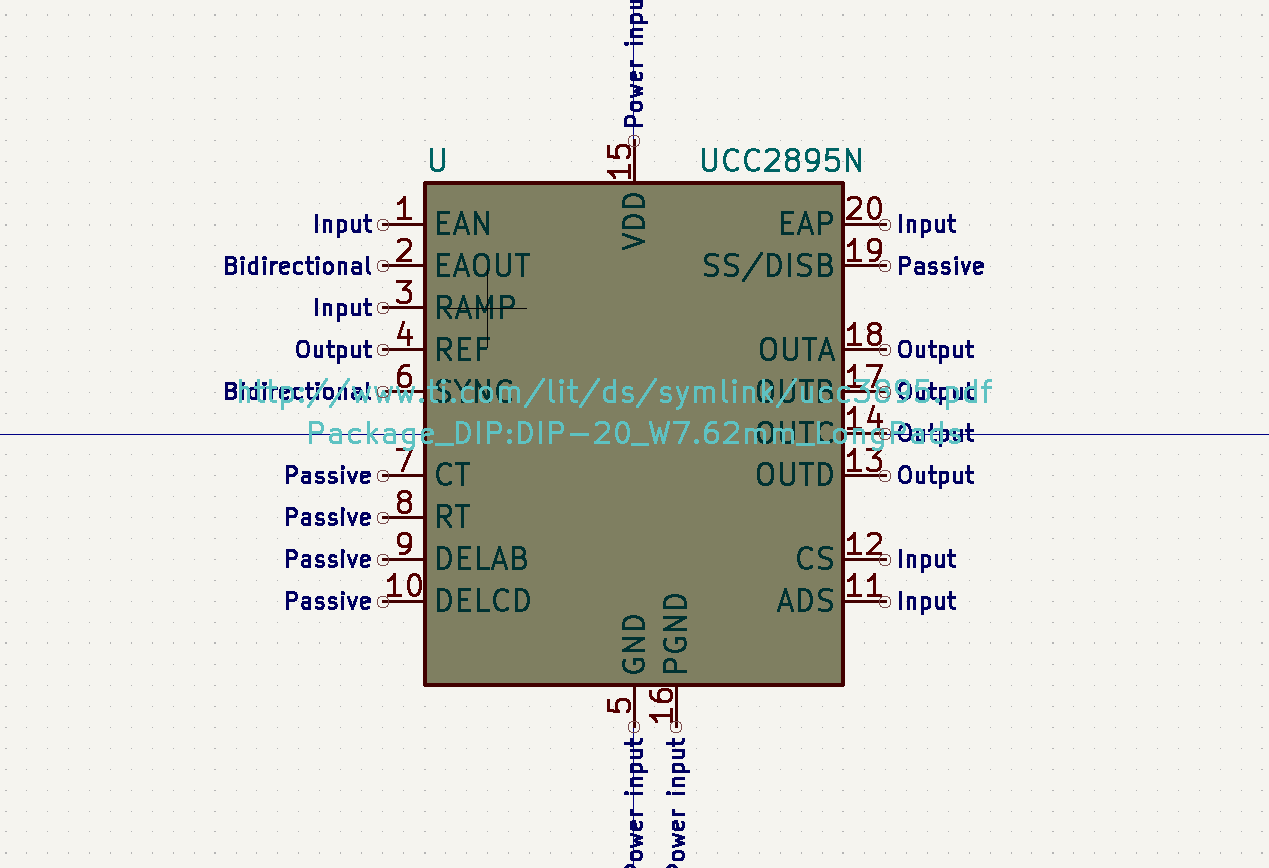 Power input
15
U UCC2895N
VDD
Input 1 EAN EAP 20 Input
Bidirectional 2 EAOUT SS/DISB 19 Passive
Input 3 RAMP
Output 4 REF OUTA 18 Output
Bidirectional 6 SYNC OUTB 17 Output
http://www.ti.com/lit/ds/symlink/ucc3895.pdf
OUTC 14 Output
Package_DIP:DIP-20_W7.62mm_LongPads
Passive 7 CT OUTD 13 Output
Passive 8 RT
Passive 9 DELAB CS 12 Input
Passive 10 DELCD ADS 11 Input
GND PGND
5 16
Power input Power input